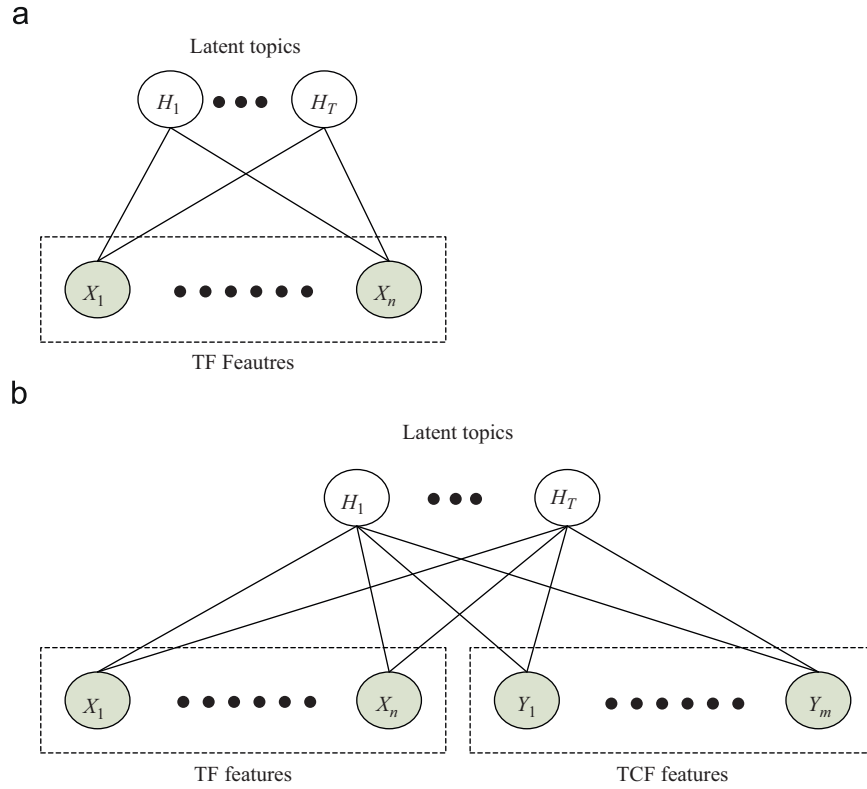 a
Latent topics
H1 HT
X1 Xn
TF Feautres
b
Latent topics
H1 HT
X1 Xn Y1 Ym
TF features TCF features